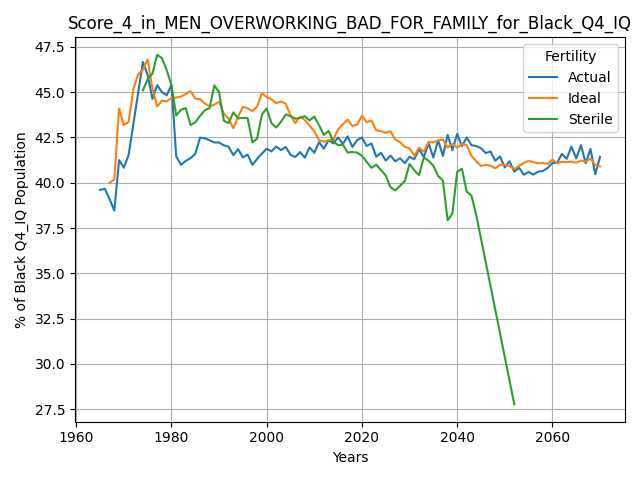 Score_4_in_MEN_OVERWORKING_BAD_FOR_FAMILY_for_Black_Q4_IQ
% of Black Q4_IQ Population
47.5
45.0
42.5
40.0
37.5
35.0
32.5
30.0
27.5
Fertility
Actual
Ideal
Sterile
1960
1980
2000
2020
2040
2060
Years